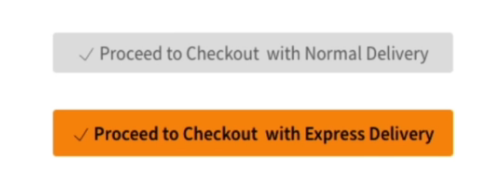 ✓ Proceed to Checkout with Normal Delivery
✓ Proceed to Checkout with Express Delivery